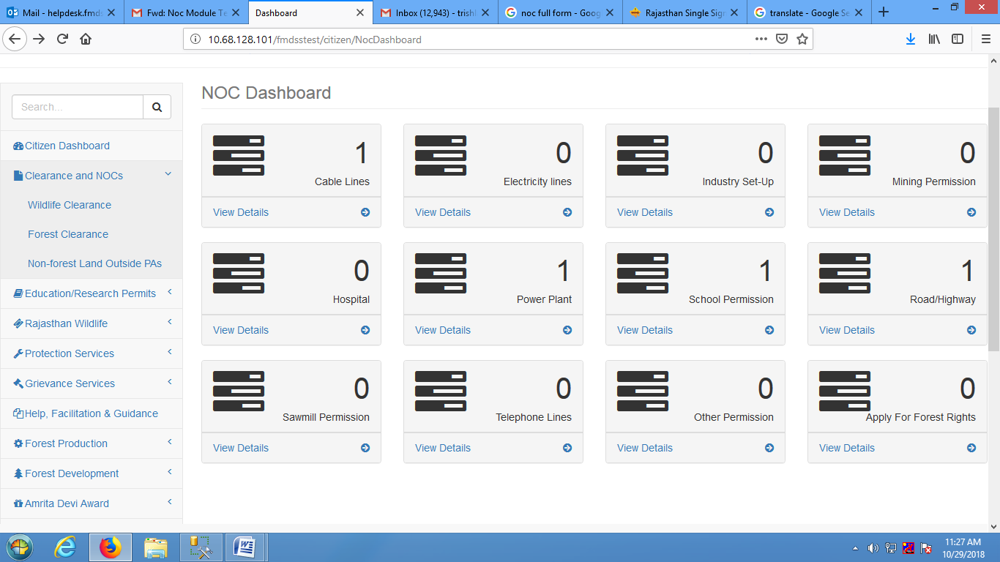 Mail - helpdesk.fmds
Fwd: Noc Module Te
Dashboard
Inbox (12,943) - trishl
noc full form - Goog
Rajasthan Single Sign
translate - Google Se
10.68.128.101/fmdsstest/citizen/NocDashboard
Search...
Citizen Dashboard
Clearance and NOCs
Wildlife Clearance
Forest Clearance
Non-forest Land Outside PAs
Education/Research Permits
Rajasthan Wildlife
Protection Services
Grievance Services
Help, Facilitation & Guidance
Forest Production
Forest Development
Amrita Devi Award
NOC Dashboard
1
Cable Lines
View Details
0
Electricity lines
View Details
0
Industry Set-Up
View Details
0
Mining Permission
View Details
0
Hospital
View Details
1
Power Plant
View Details
1
School Permission
View Details
1
Road/Highway
View Details
0
Sawmill Permission
View Details
0
Telephone Lines
View Details
0
Other Permission
View Details
0
Apply For Forest Rights
View Details
11:27 AM
10/29/2018